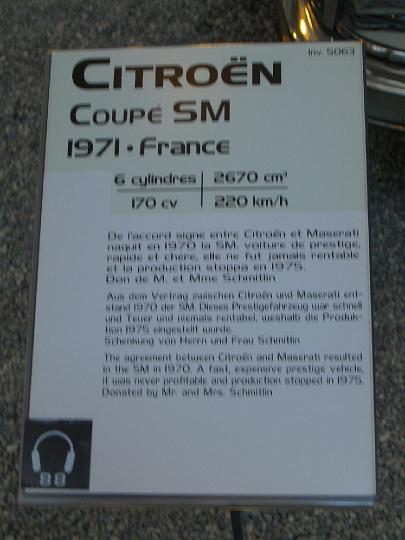 Inv. 5063
CITROËN
COUPÉ SM
1971 • France
6 cylindres 2670 cm³
170 cv 220 km/h
De l'accord signé entre Citroën et Maserati
naquit en 1970 la SM. voiture de prestige,
rapide et chère, elle ne fut jamais rentable
et la production stoppa en 1975.
Don de M. et Mme Schmitlin
Aus dem Vertrag zwischen Citroën und Maserati ent-
stand 1970 der SM. Dieses Prestigefahrzeug war schnell
und Teuer und niemals rentabel, weshalb die Produk-
tion 1975 eingestellt wurde.
Schenkung von Herrn und Frau Schmitlin
The agreement between Citroën and Maserati resulted
in the SM in 1970. A fast, expensive prestige vehicle,
it was never profitable and production stopped in 1975.
Donated by Mr. and Mrs. Schmitlin
88